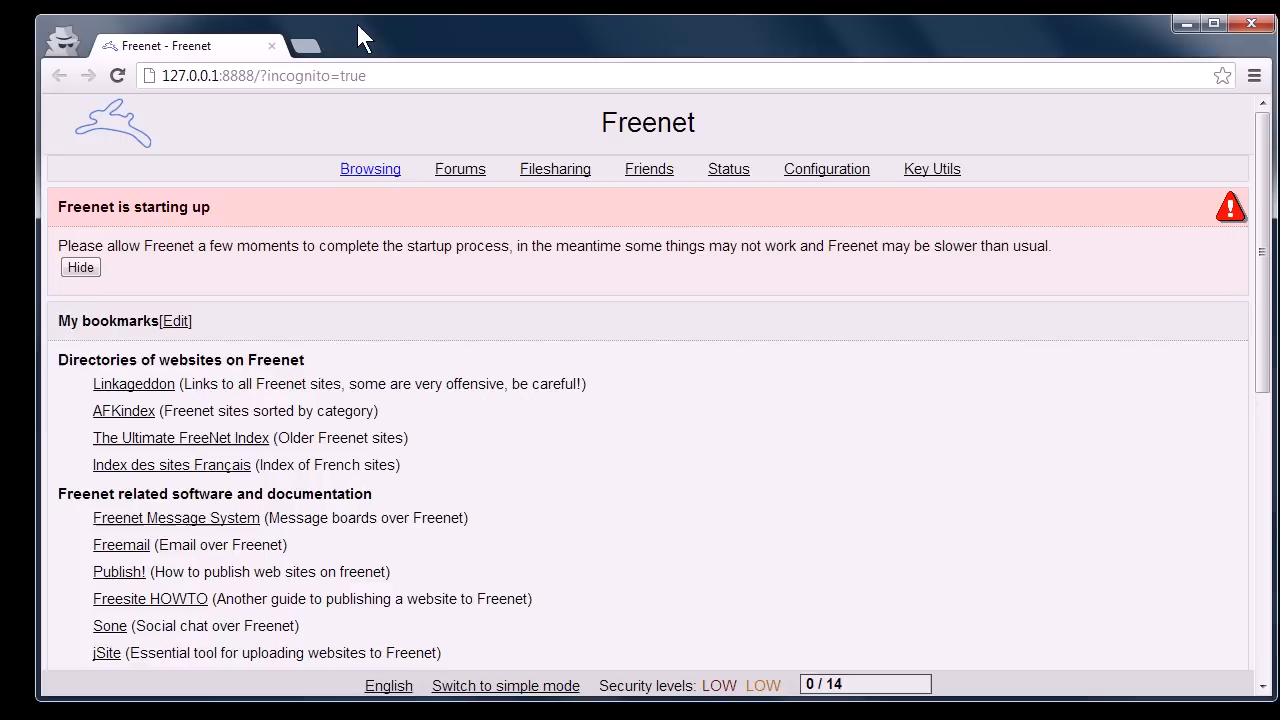 Freenet - Freenet
127.0.0.1:8888/?incognito=true
Freenet
Browsing Forums Filesharing Friends Status Configuration Key Utils
Freenet is starting up
Please allow Freenet a few moments to complete the startup process, in the meantime some things may not work and Freenet may be slower than usual.
Hide
My bookmarks[Edit]
Directories of websites on Freenet
Linkageddon (Links to all Freenet sites, some are very offensive, be careful!)
AFKindex (Freenet sites sorted by category)
The Ultimate FreeNet Index (Older Freenet sites)
Index des sites Français (Index of French sites)
Freenet related software and documentation
Freenet Message System (Message boards over Freenet)
Freemail (Email over Freenet)
Publish! (How to publish web sites on freenet)
Freesite HOWTO (Another guide to publishing a website to Freenet)
Sone (Social chat over Freenet)
jSite (Essential tool for uploading websites to Freenet)
English Switch to simple mode Security levels: LOW LOW 0 / 14